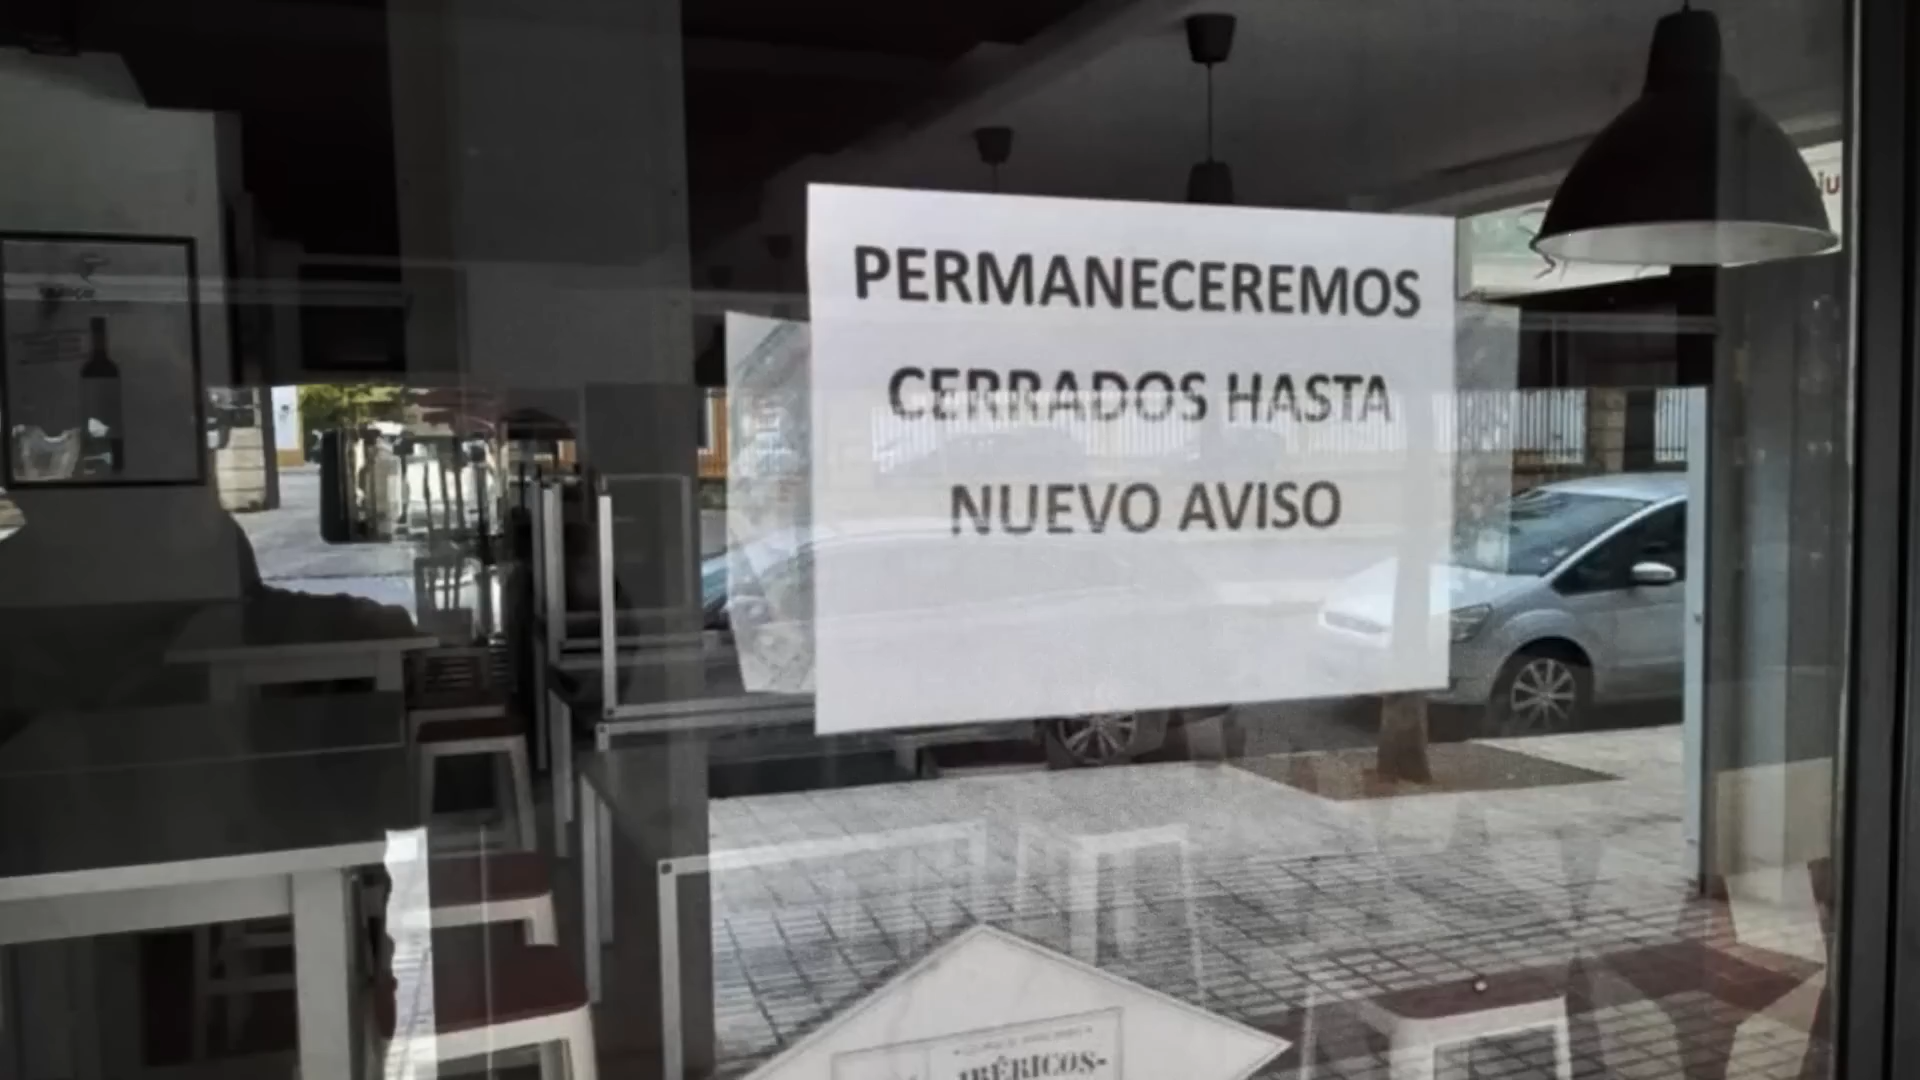 PERMANECEREMOS
CERRADOS HASTA
NUEVO AVISO
IBÉRICOS-